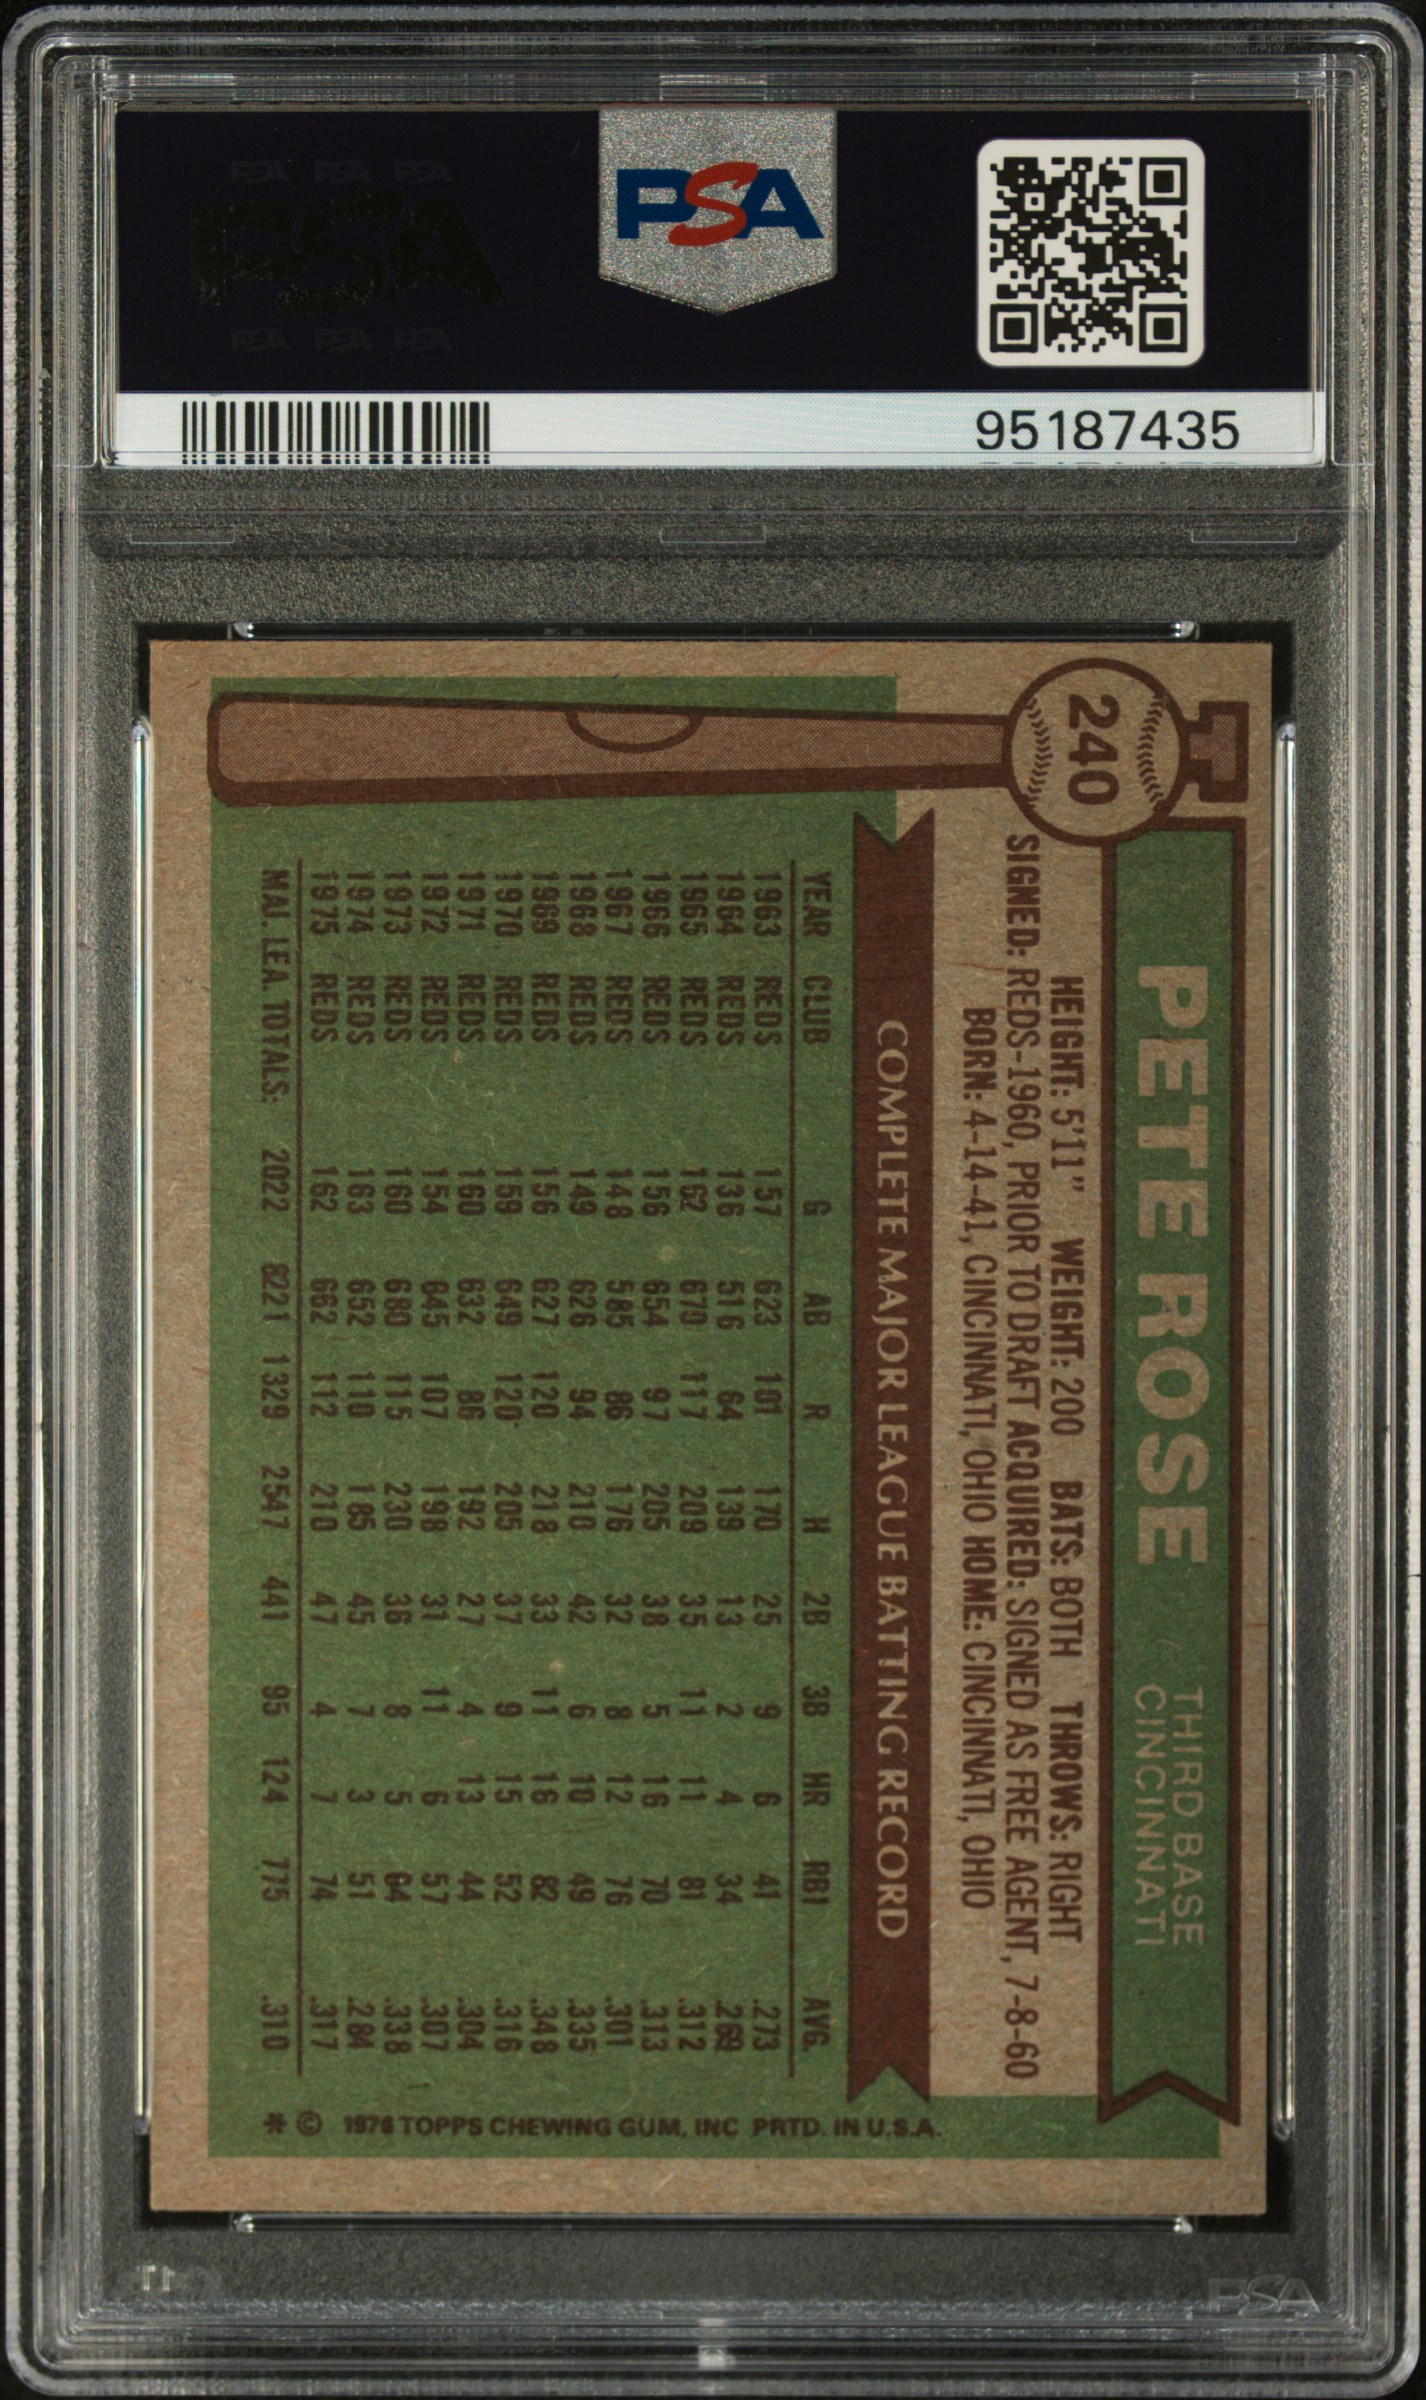 PSA PSA PSA
PSA
PSA PSA PSA
PSA
95187435
240
PETE ROSE
THIRD BASE
CINCINNATI
HEIGHT: 5'11" WEIGHT: 200 BATS: BOTH THROWS: RIGHT
SIGNED: REDS-1960, PRIOR TO DRAFT ACQUIRED: SIGNED AS FREE AGENT, 7-8-60
BORN: 4-14-41, CINCINNATI, OHIO HOME: CINCINNATI, OHIO
COMPLETE MAJOR LEAGUE BATTING RECORD
YEAR CLUB G AB R H 2B 3B HR RBI AVG.
1963 REDS 157 623 101 170 25 9 6 41 .273
1964 REDS 136 516 64 139 13 2 4 34 .269
1965 REDS 162 670 117 209 35 11 11 81 .312
1966 REDS 156 654 97 205 38 5 16 70 .313
1967 REDS 148 585 86 176 32 8 12 76 .301
1968 REDS 149 626 94 210 42 6 10 49 .335
1969 REDS 156 627 120 218 33 11 16 82 .348
1970 REDS 159 649 120 205 37 9 15 52 .316
1971 REDS 160 632 86 192 27 4 13 44 .304
1972 REDS 154 645 107 198 31 11 6 57 .307
1973 REDS 160 680 115 230 36 8 5 64 .338
1974 REDS 163 652 110 185 45 7 3 51 .284
1975 REDS 162 662 112 210 47 4 7 74 .317
MAJ. LEA. TOTALS: 2022 8221 1329 2547 441 95 124 775 .310
* © 1976 TOPPS CHEWING GUM, INC PRTD. IN U.S.A.
PSA